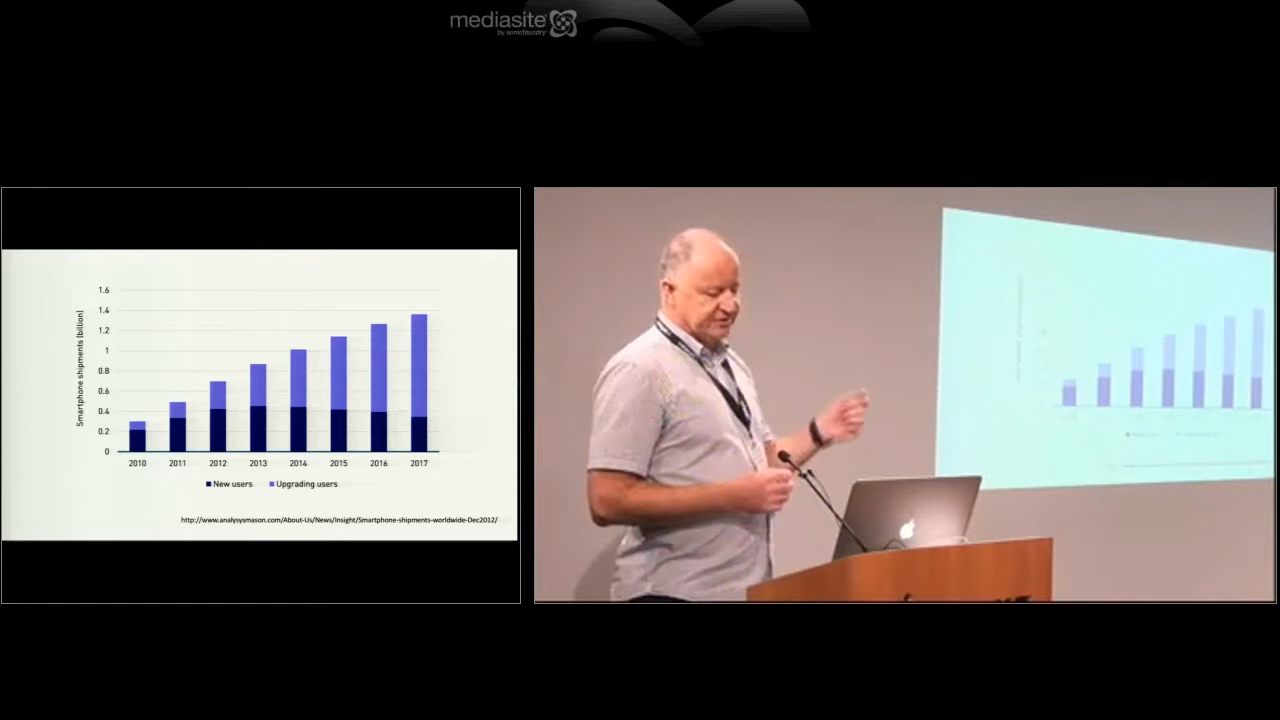 mediasite
by sonicfoundry
1.6
1.4
1.2
1
0.8
0.6
0.4
0.2
0
Smartphone shipments (billion)
2010 2011 2012 2013 2014 2015 2016 2017
New users Upgrading users
http://www.analysysmason.com/About-Us/News/Insight/Smartphone-shipments-worldwide-Dec2012/